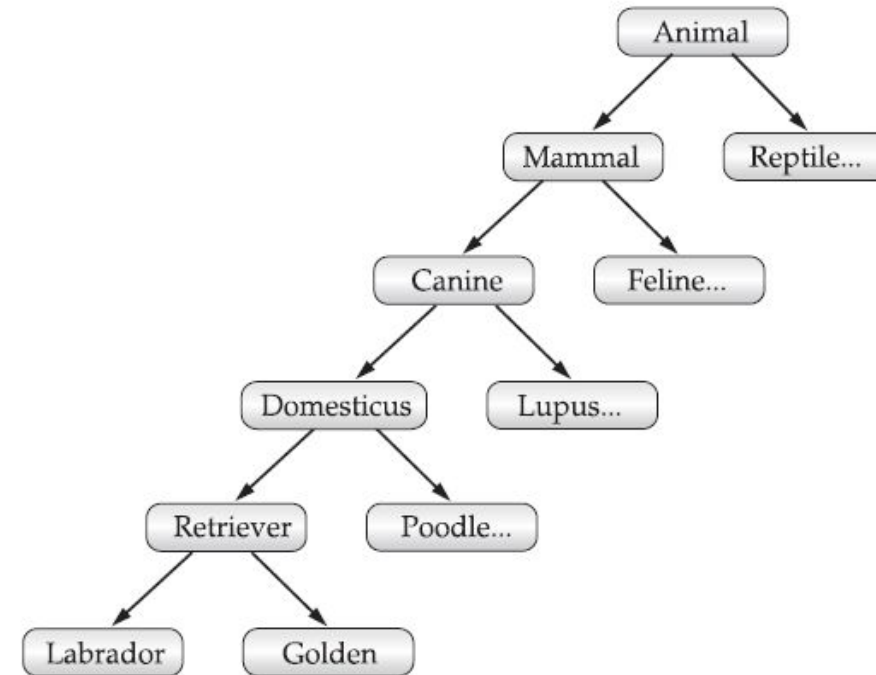 Animal
Mammal
Reptile...
Canine
Feline...
Domesticus
Lupus...
Retriever
Poodle...
Labrador
Golden